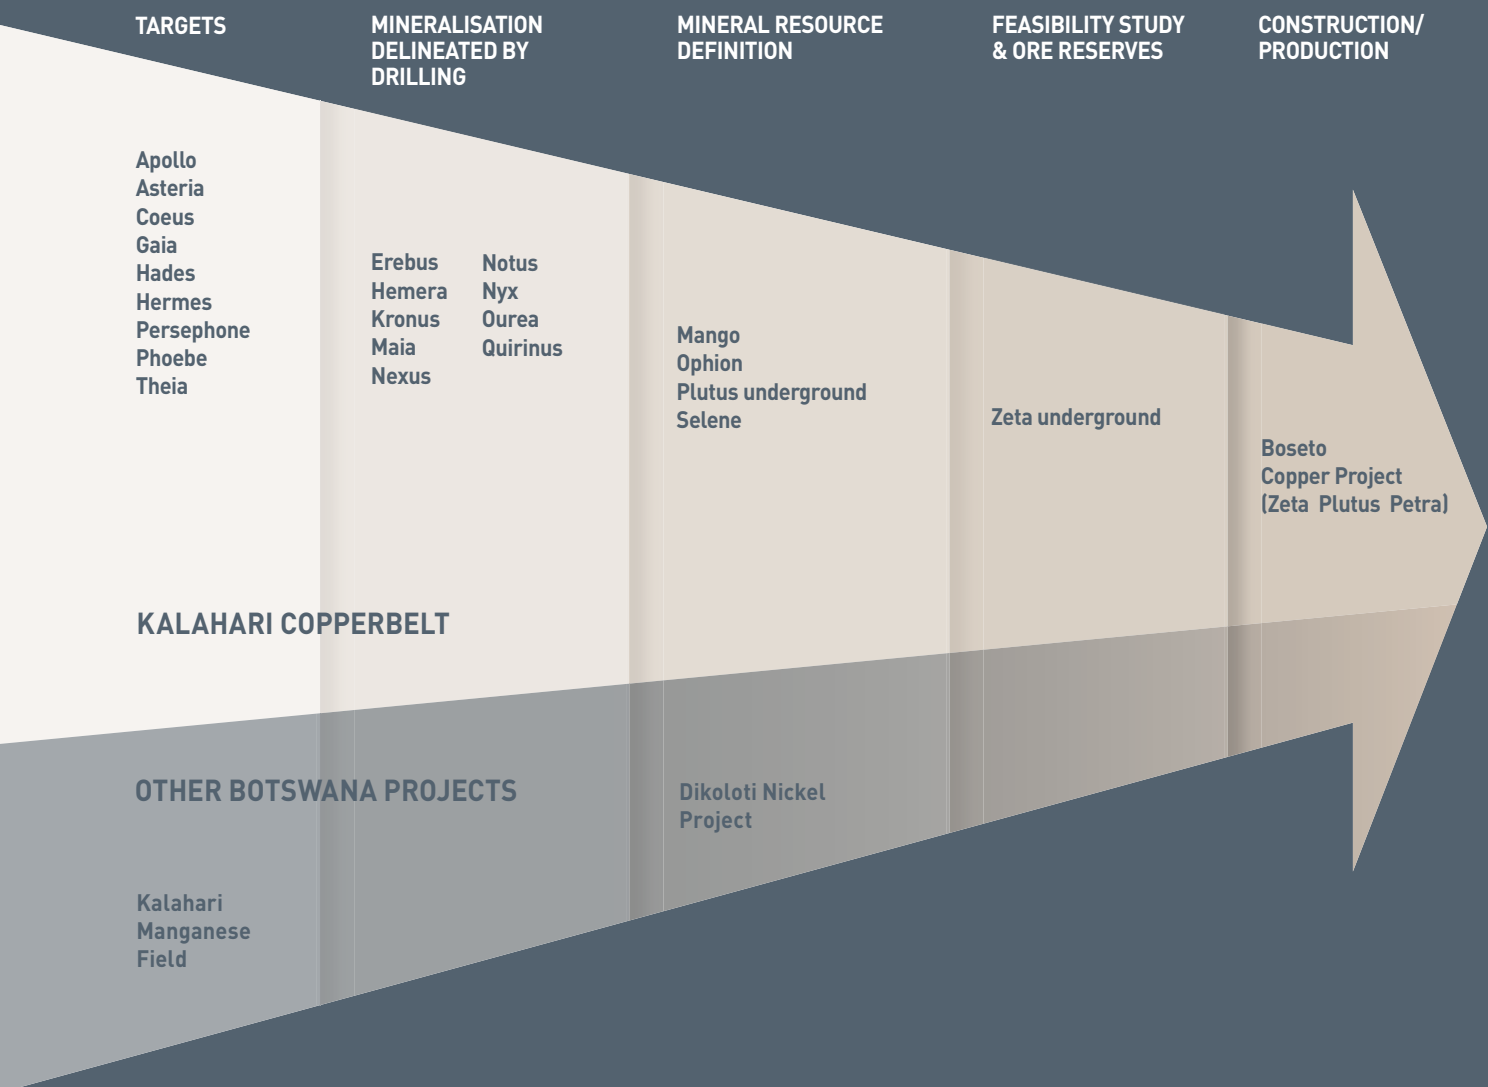 TARGETS
MINERALISATION
DELINEATED BY
DRILLING
MINERAL RESOURCE
DEFINITION
FEASIBILITY STUDY
& ORE RESERVES
CONSTRUCTION/
PRODUCTION
Apollo
Asteria
Coeus
Gaia
Hades
Hermes
Persephone
Phoebe
Theia
Erebus
Hemera
Kronus
Maia
Nexus
Notus
Nyx
Ourea
Quirinus
Mango
Ophion
Plutus underground
Selene
Zeta underground
Boseto
Copper Project
(Zeta Plutus Petra)
KALAHARI COPPERBELT
OTHER BOTSWANA PROJECTS
Dikoloti Nickel
Project
Kalahari
Manganese
Field